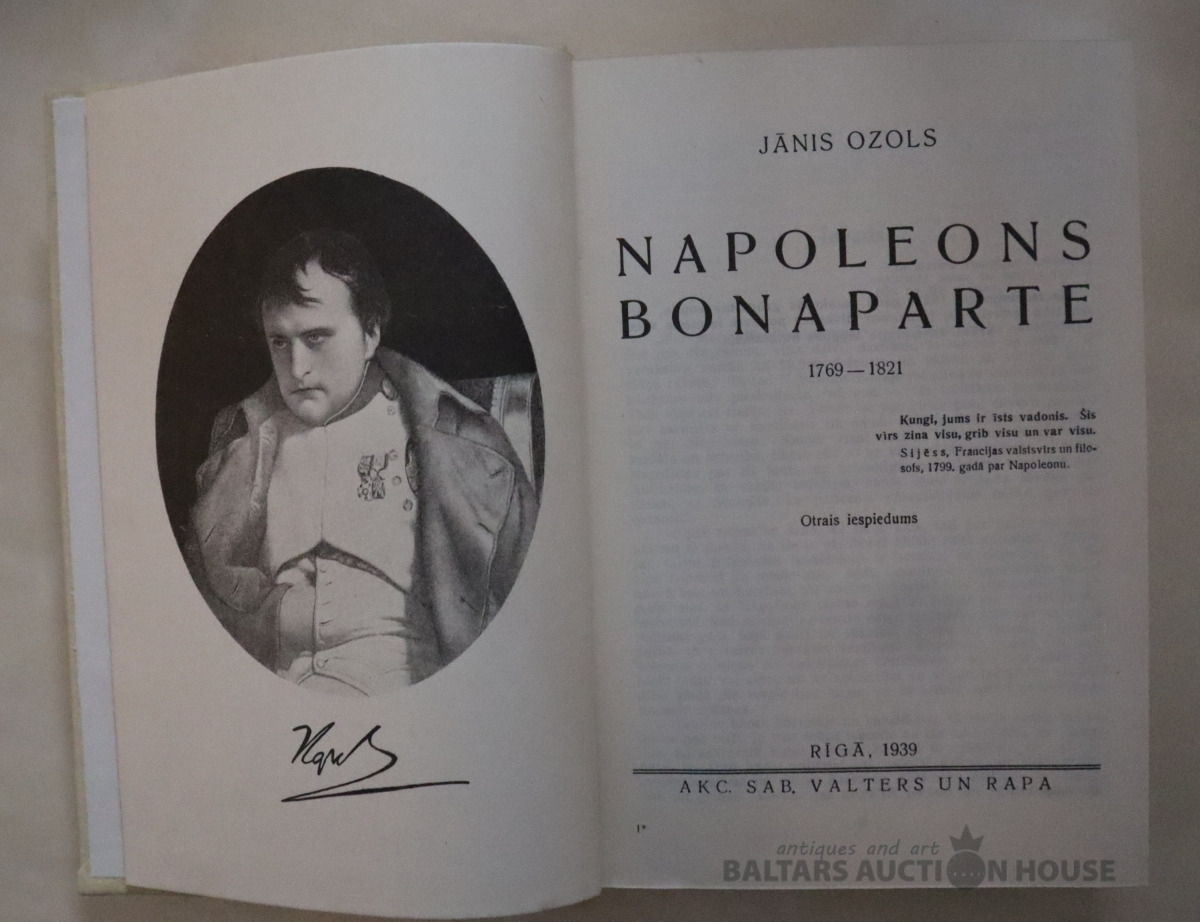 JĀNIS OZOLS
NAPOLEONS
BONAPARTE
1769—1821
Kungi, jums ir īsts vadonis. Šis
vīrs zina visu, grib visu un var visu.
Sijēss, Francijas valstsvīrs un filo-
sofs, 1799. gadā par Napoleonu.
Otrais iespiedums
RĪGĀ, 1939
AKC. SAB. VALTERS UN RAPA
1*
antiques and art
BALTARS AUCTION HOUSE